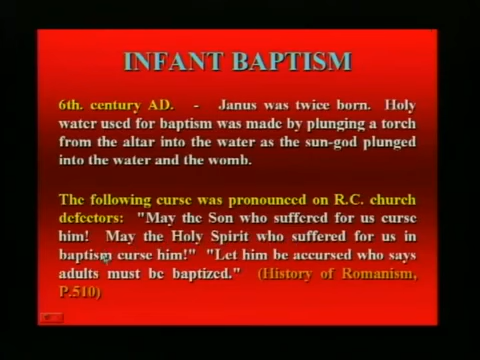 INFANT BAPTISM
6th. century AD. - Janus was twice born. Holy
water used for baptism was made by plunging a torch
from the altar into the water as the sun-god plunged
into the water and the womb.
The following curse was pronounced on R.C. church
defectors: "May the Son who suffered for us curse
him! May the Holy Spirit who suffered for us in
baptism curse him!" "Let him be accursed who says
adults must be baptized." (History of Romanism,
P.510)